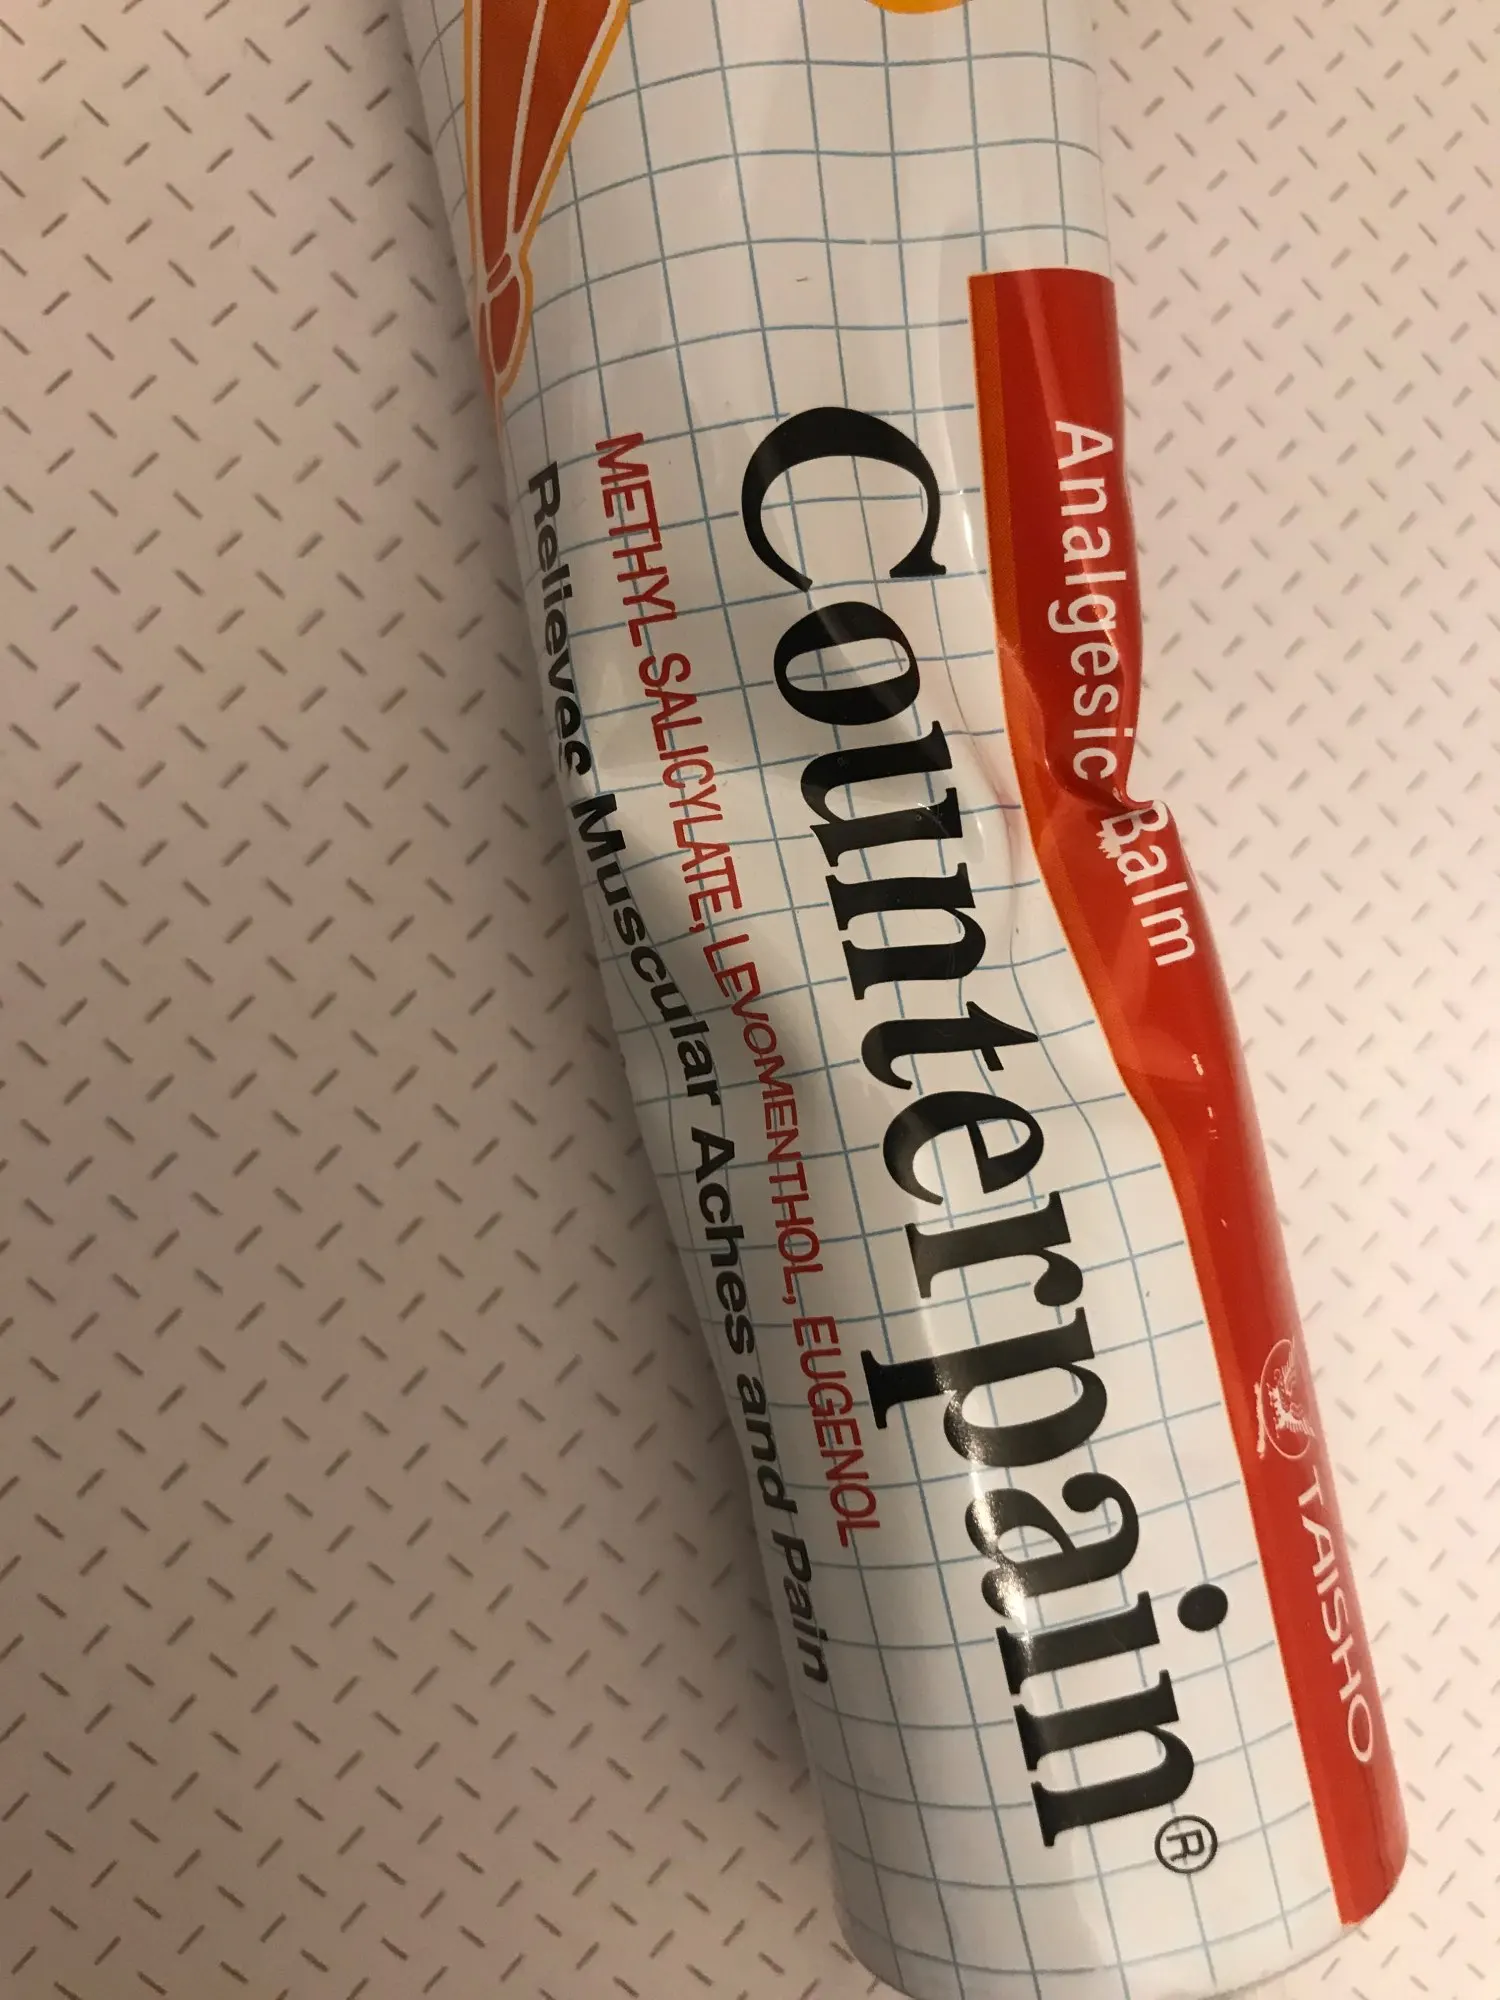 Analgesic Balm
TAISHO
Counterpain®
METHYL SALICYLATE, LEVOMENTHOL, EUGENOL
Relieves Muscular Aches and Pain